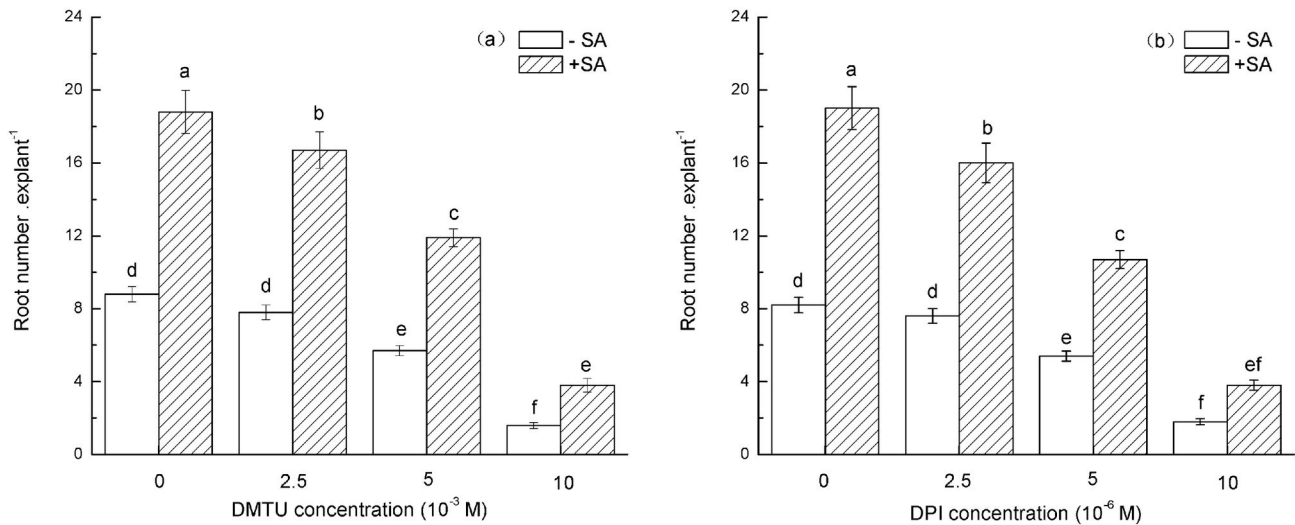 (a)
- SA
+SA
24
20
16
12
8
4
0
Root number .explant⁻¹
a
b
c
d
d
e
e
f
0 2.5 5 10
DMTU concentration (10⁻³ M)
(b)
- SA
+SA
24
20
16
12
8
4
0
Root number .explant⁻¹
a
b
c
d
d
e
ef
f
0 2.5 5 10
DPI concentration (10⁻⁶ M)